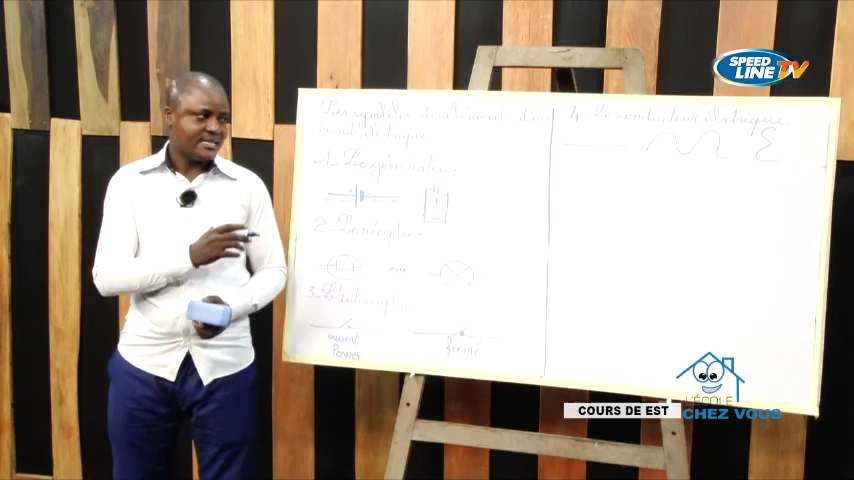 SPEED
LINE TV
Les symboles des éléments d'un
circuit électrique
1- Le générateur
2- Le récepteur
ou
3- L'interrupteur
ouvert
Power
fermé
4- Le conducteur électrique.
COURS DE EST
L'ÉCOLE
CHEZ VOUS